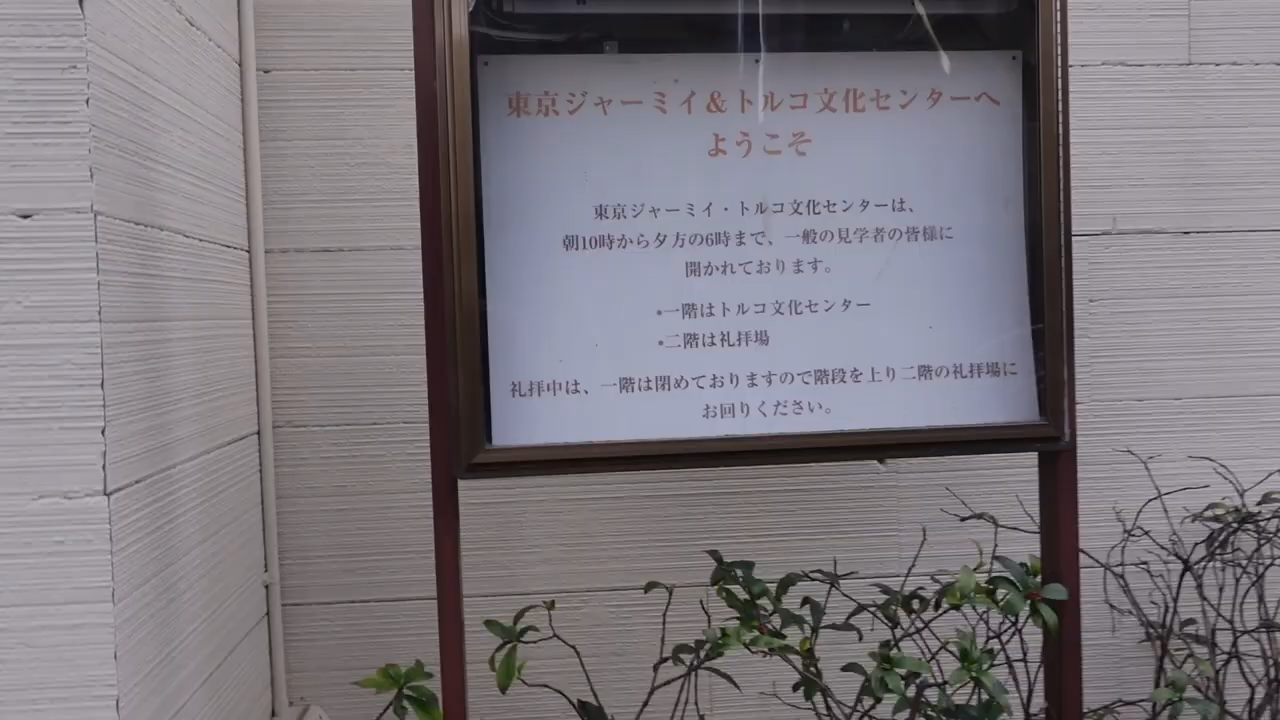 東京ジャーミイ&トルコ文化センターへ
ようこそ
東京ジャーミイ・トルコ文化センターは、
朝10時から夕方の6時まで、一般の見学者の皆様に
開かれております。
•一階はトルコ文化センター
•二階は礼拝場
礼拝中は、一階は閉めておりますので階段を上り二階の礼拝場に
お回りください。